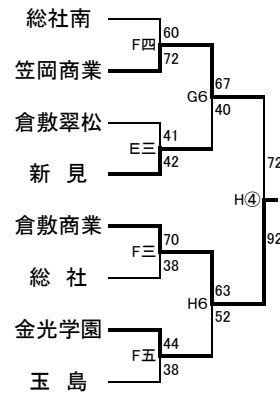 総社南
60
F四
笠岡商業
72
67
G6
40
倉敷翠松
41
E三
新 見
42
72
H④
92
倉敷商業
70
F三
総 社
38
63
H6
52
金光学園
44
F五
玉 島
38